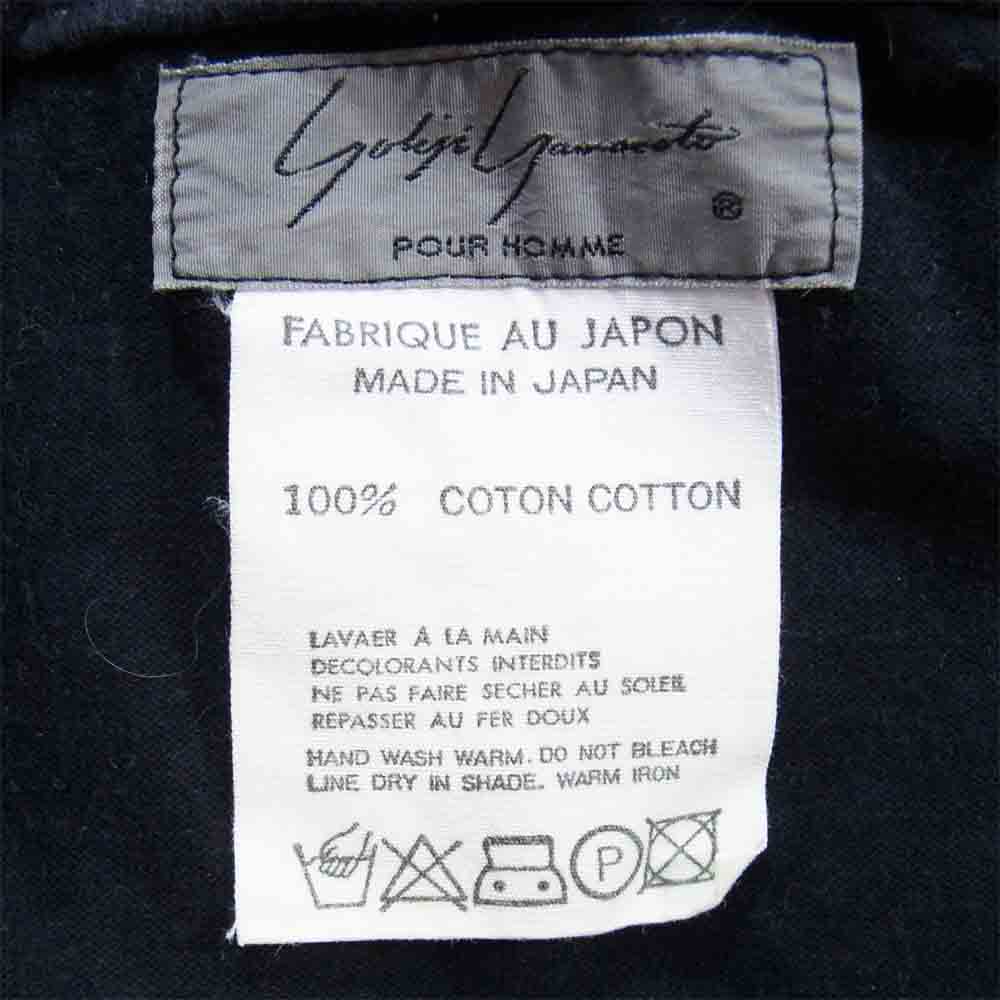 Yohji Yamamoto
®
POUR HOMME
FABRIQUE AU JAPON
MADE IN JAPAN
100% COTON COTTON
LAVAER À LA MAIN
DECOLORANTS INTERDITS
NE PAS FAIRE SECHER AU SOLEIL
REPASSER AU FER DOUX
HAND WASH WARM. DO NOT BLEACH
LINE DRY IN SHADE. WARM IRON
P